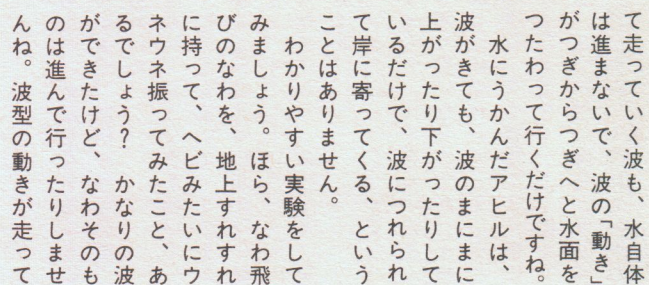 て走っていく波も、水自体
は進まないで、波の「動き」
がつぎからつぎへと水面を
つたわって行くだけですね。
　水にうかんだアヒルは、
波がきても、波のまにまに
上がったり下がったりして
いるだけで、波につれられ
て岸に寄ってくる、という
ことはありません。
　わかりやすい実験をして
みましょう。ほら、なわ飛
びのなわを、地上すれすれ
に持って、ヘビみたいにウ
ネウネ振ってみたこと、あ
るでしょう？　かなりの波
ができたけど、なわそのも
のは進んで行ったりしませ
んね。波型の動きが走って